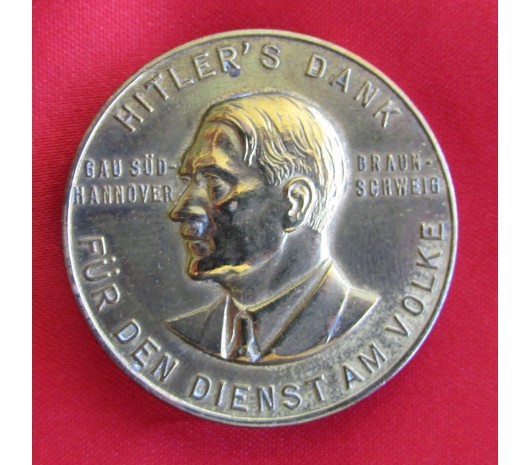 HITLER'S DANK
GAU SÜD-
HANNOVER
BRAUN-
SCHWEIG
FÜR DEN DIENST AM VOLKE